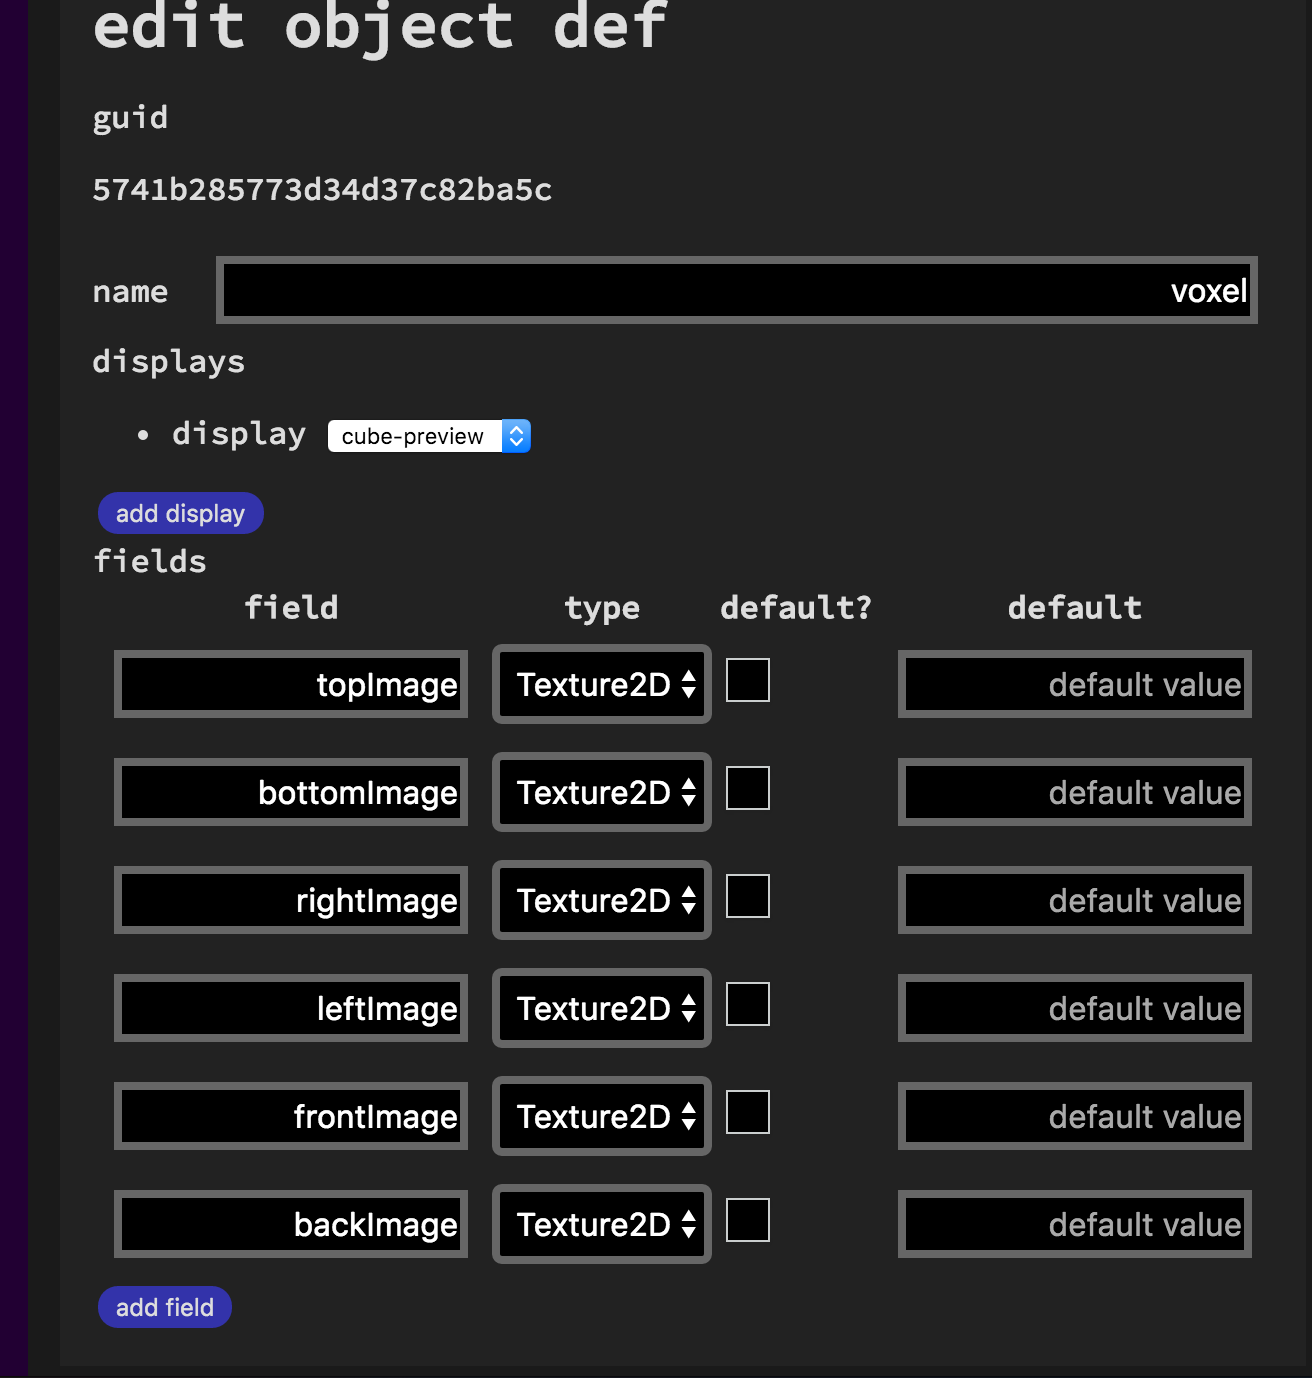 edit object def
guid
5741b285773d34d37c82ba5c
name voxel
displays
• display cube-preview
add display
fields
field type default? default
topImage Texture2D default value
bottomImage Texture2D default value
rightImage Texture2D default value
leftImage Texture2D default value
frontImage Texture2D default value
backImage Texture2D default value
add field